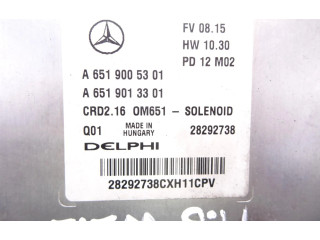 FV 08.15
HW 10.30
PD 12 M02
A 651 900 53 01
A 651 901 33 01
CRD2.16 OM651 - SOLENOID
Q01 MADE IN HUNGARY 28292738
DELPHI
28292738CXH11CPV